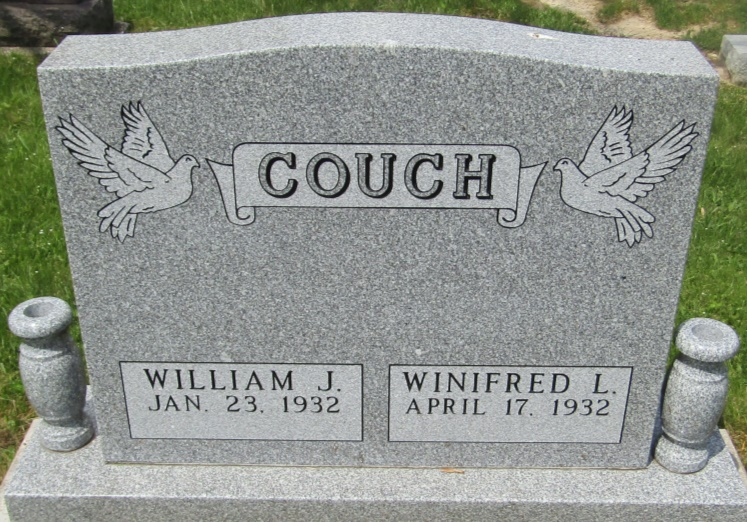 COUCH
WILLIAM J.
JAN. 23, 1932
WINIFRED L.
APRIL 17, 1932